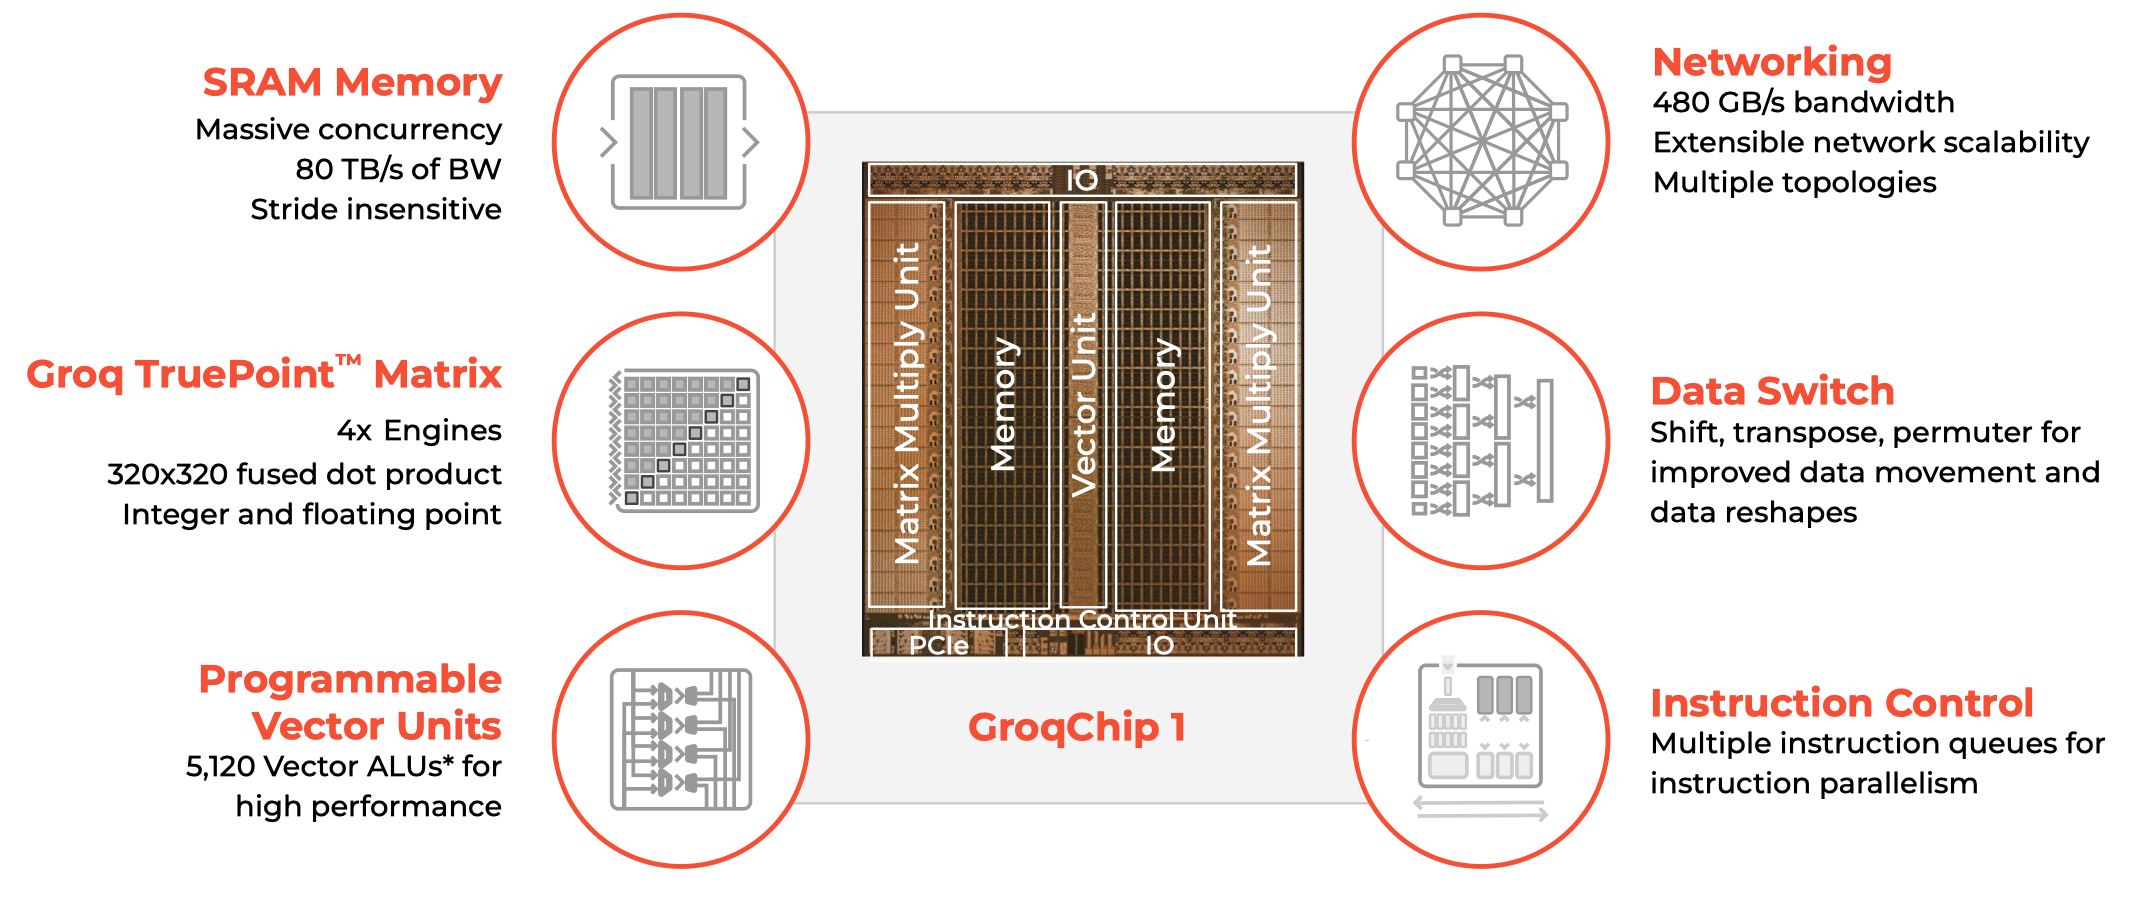 SRAM Memory
Massive concurrency
80 TB/s of BW
Stride insensitive
Groq TruePoint™ Matrix
4x Engines
320x320 fused dot product
Integer and floating point
Programmable
Vector Units
5,120 Vector ALUs* for
high performance
IO
Matrix Multiply Unit
Memory
Vector Unit
Memory
Matrix Multiply Unit
Instruction Control Unit
PCIe
IO
GroqChip 1
Networking
480 GB/s bandwidth
Extensible network scalability
Multiple topologies
Data Switch
Shift, transpose, permuter for
improved data movement and
data reshapes
Instruction Control
Multiple instruction queues for
instruction parallelism